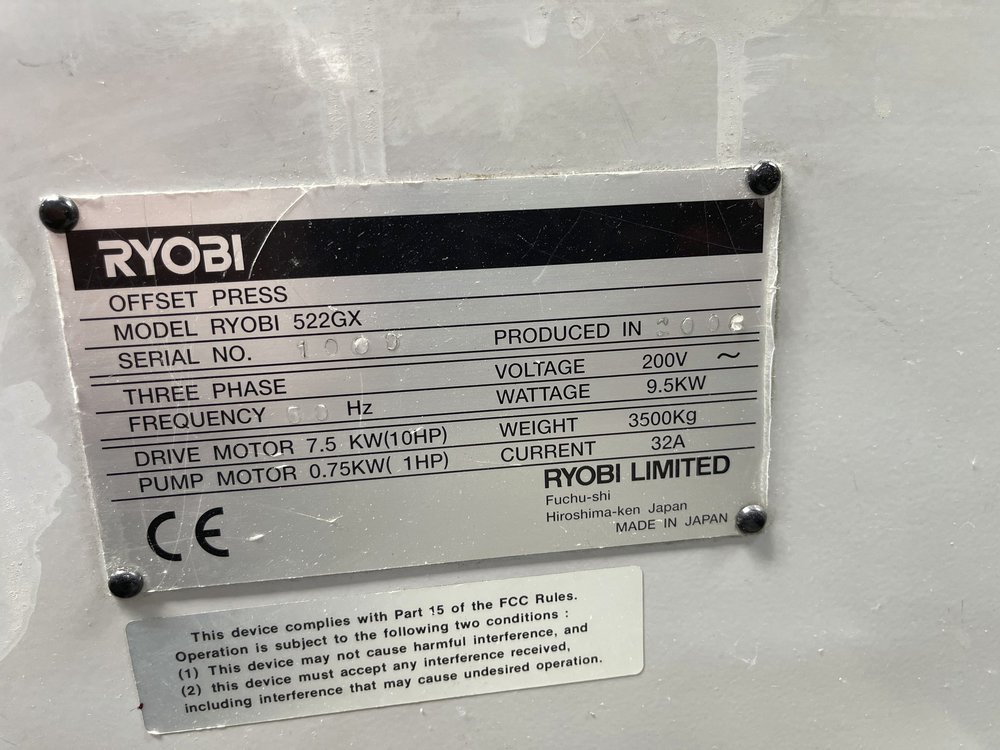 RYOBI
OFFSET PRESS
MODEL RYOBI 522GX
SERIAL NO. PRODUCED IN
THREE PHASE VOLTAGE 200V ~
FREQUENCY 50 Hz WATTAGE 9.5KW
DRIVE MOTOR 7.5 KW(10HP) WEIGHT 3500Kg
PUMP MOTOR 0.75KW( 1HP) CURRENT 32A
RYOBI LIMITED
Fuchu-shi
Hiroshima-ken Japan
MADE IN JAPAN
CE
This device complies with Part 15 of the FCC Rules.
Operation is subject to the following two conditions :
(1) This device may not cause harmful interference, and
(2) this device must accept any interference received,
including interference that may cause undesired operation.